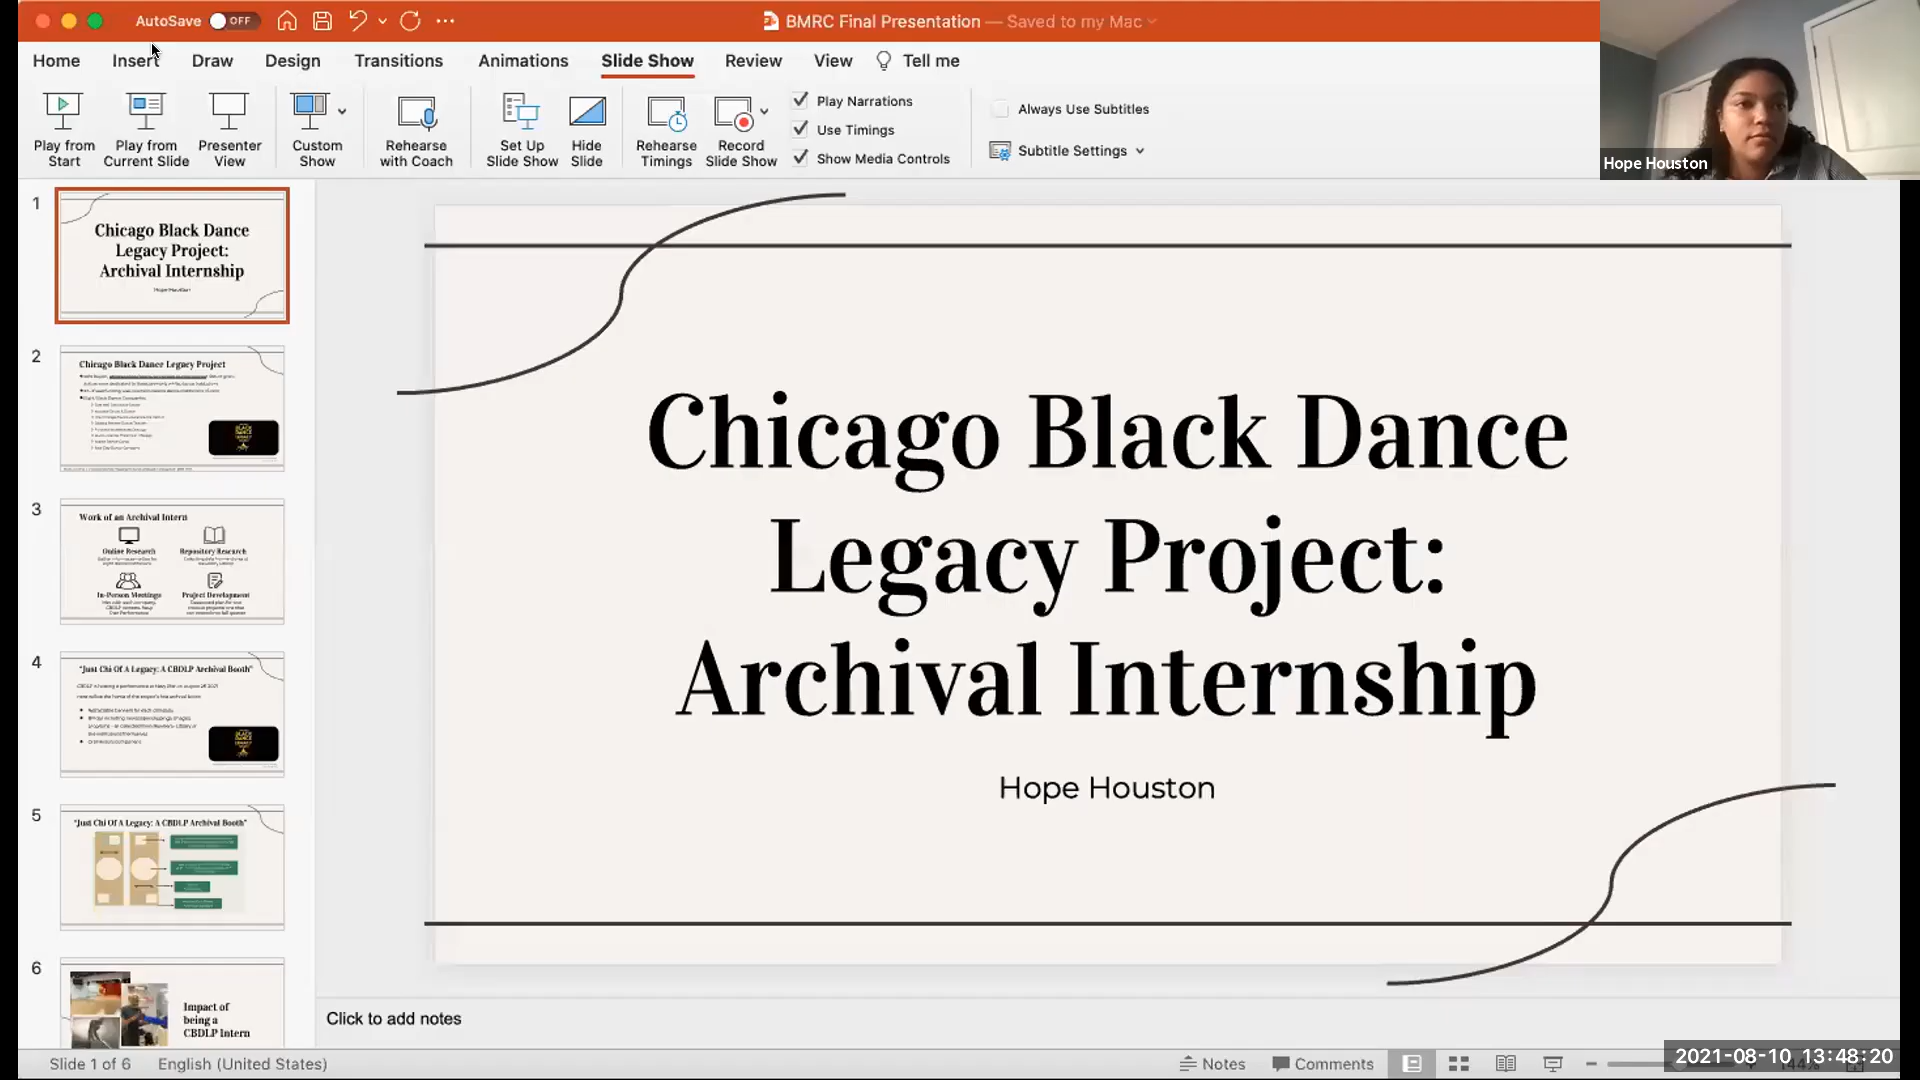 AutoSave OFF
BMRC Final Presentation — Saved to my Mac
Home Insert Draw Design Transitions Animations Slide Show Review View Tell me
Play from Start
Play from Current Slide
Presenter View
Custom Show
Rehearse with Coach
Set Up Slide Show
Hide Slide
Rehearse Timings
Record Slide Show
Play Narrations
Use Timings
Show Media Controls
Always Use Subtitles
Subtitle Settings
Hope Houston
1
Chicago Black Dance
Legacy Project:
Archival Internship
Hope Houston
2
Chicago Black Dance Legacy Project
3
Work of an Archival Intern
Online Research
Repository Research
In-Person Meetings
Project Development
4
"Just Chi Of A Legacy: A CBDLP Archival Booth"
5
"Just Chi Of A Legacy: A CBDLP Archival Booth"
6
Impact of
being a
CBDLP Intern
Chicago Black Dance
Legacy Project:
Archival Internship
Hope Houston
Click to add notes
Slide 1 of 6 English (United States)
Notes Comments
144%
2021-08-10 13:48:20